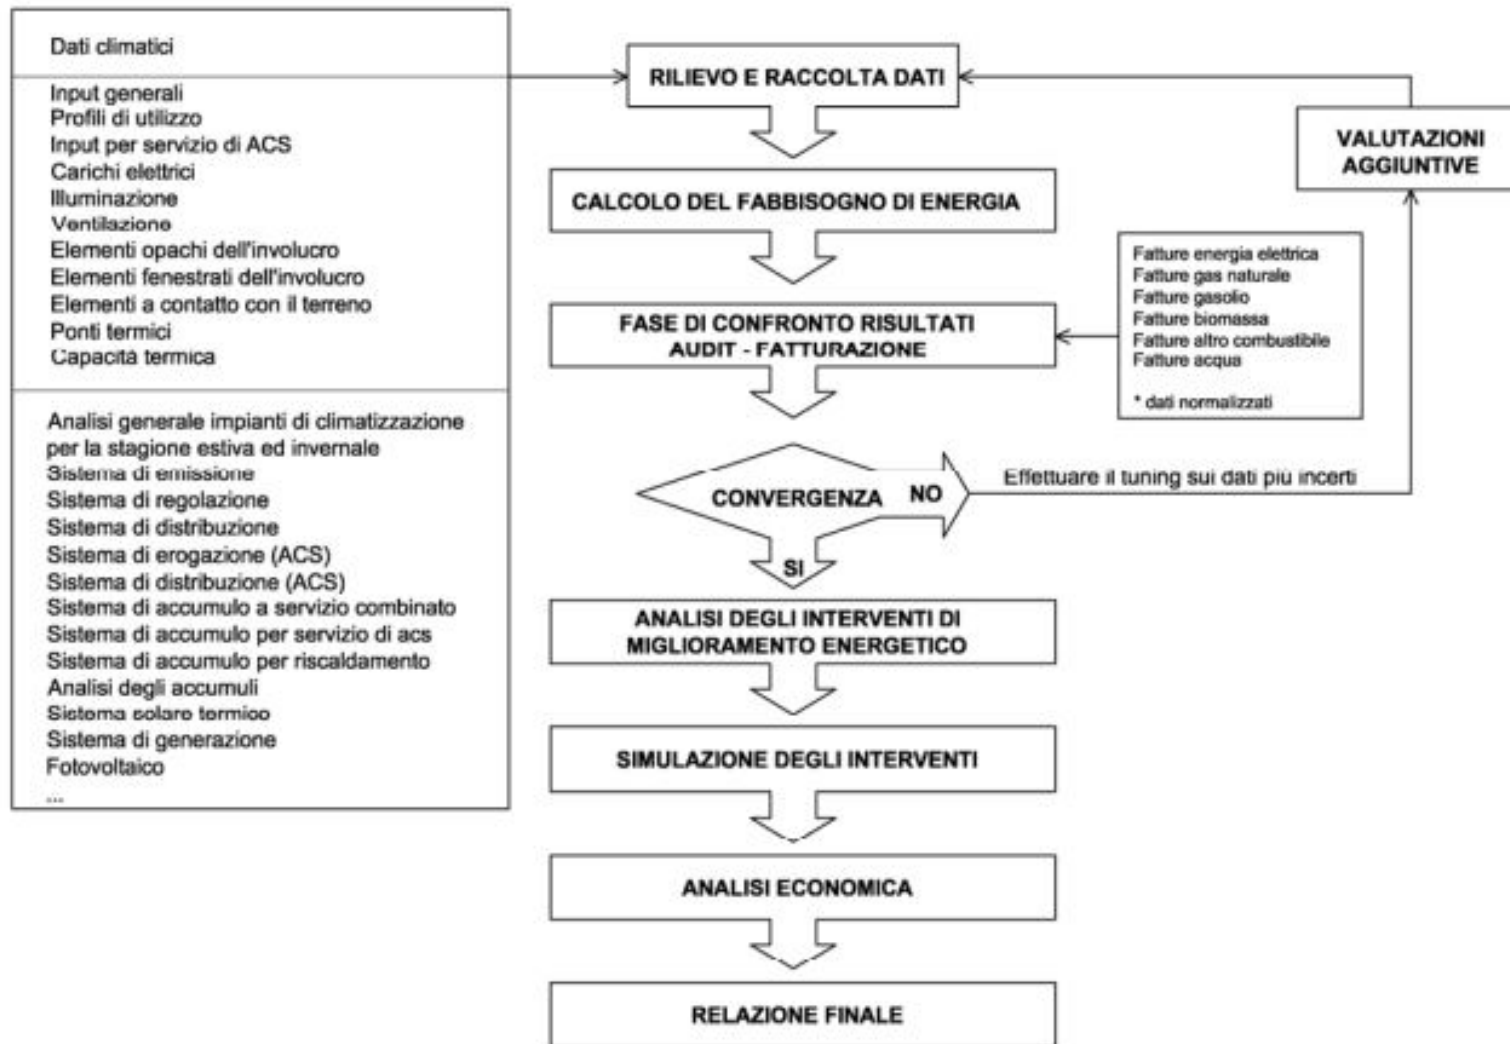 Dati climatici
Input generali
Profili di utilizzo
Input per servizio di ACS
Carichi elettrici
Illuminazione
Ventilazione
Elementi opachi dell'involucro
Elementi fenestrati dell'involucro
Elementi a contatto con il terreno
Ponti termici
Capacità termica
Analisi generale impianti di climatizzazione
per la stagione estiva ed invernale
Sistema di emissione
Sistema di regolazione
Sistema di distribuzione
Sistema di erogazione (ACS)
Sistema di distribuzione (ACS)
Sistema di accumulo a servizio combinato
Sistema di accumulo per servizio di acs
Sistema di accumulo per riscaldamento
Analisi degli accumuli
Sistema solare termico
Sistema di generazione
Fotovoltaico
...
RILIEVO E RACCOLTA DATI
CALCOLO DEL FABBISOGNO DI ENERGIA
FASE DI CONFRONTO RISULTATI
AUDIT - FATTURAZIONE
CONVERGENZA
NO
SI
ANALISI DEGLI INTERVENTI DI
MIGLIORAMENTO ENERGETICO
SIMULAZIONE DEGLI INTERVENTI
ANALISI ECONOMICA
RELAZIONE FINALE
VALUTAZIONI
AGGIUNTIVE
Fatture energia elettrica
Fatture gas naturale
Fatture gasolio
Fatture biomassa
Fatture altro combustibile
Fatture acqua
* dati normalizzati
Effettuare il tuning sui dati più incerti